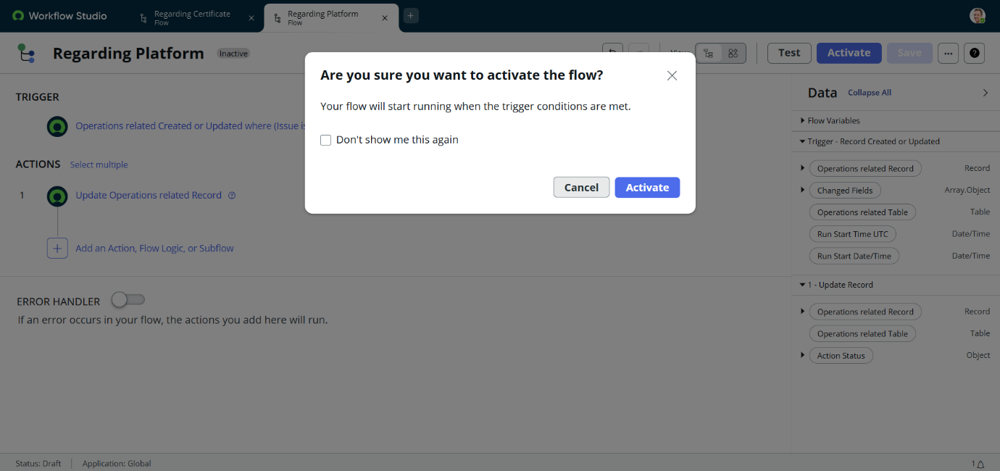 Workflow Studio
Regarding Certificate
Flow
Regarding Platform
Flow
Regarding Platform
Inactive
Test
Activate
Save
Are you sure you want to activate the flow?
Your flow will start running when the trigger conditions are met.
Don't show me this again
Cancel
Activate
TRIGGER
Operations related Created or Updated where (Issue is
ACTIONS
Select multiple
1
Update Operations related Record
Add an Action, Flow Logic, or Subflow
ERROR HANDLER
If an error occurs in your flow, the actions you add here will run.
Data
Collapse All
Flow Variables
Trigger - Record Created or Updated
Operations related Record
Record
Changed Fields
Array.Object
Operations related Table
Table
Run Start Time UTC
Date/Time
Run Start Date/Time
Date/Time
1 - Update Record
Operations related Record
Record
Operations related Table
Table
Action Status
Object
Status: Draft
Application: Global
1